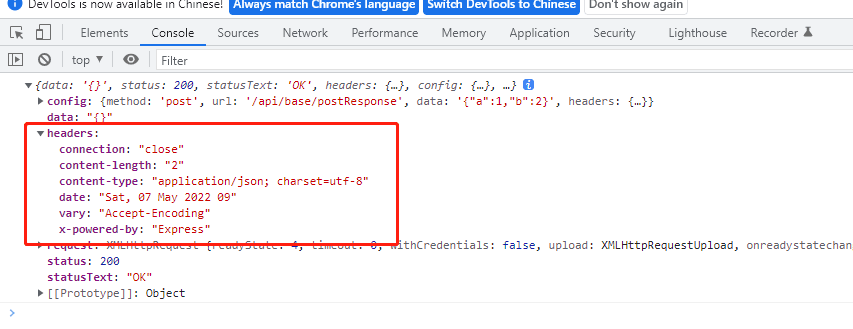 DevTools is now available in Chinese! Always match Chrome's language Switch DevTools to Chinese Don't show again
Elements Console Sources Network Performance Memory Application Security Lighthouse Recorder
top Filter
{data: '{}', status: 200, statusText: 'OK', headers: {…}, config: {…}, …}
config: {method: 'post', url: '/api/base/postResponse', data: '{"a":1,"b":2}', headers: {…}}
data: "{}"
headers:
connection: "close"
content-length: "2"
content-type: "application/json; charset=utf-8"
date: "Sat, 07 May 2022 09"
vary: "Accept-Encoding"
x-powered-by: "Express"
request: XMLHttpRequest {readyState: 4, timeout: 0, withCredentials: false, upload: XMLHttpRequestUpload, onreadystatechan
status: 200
statusText: "OK"
[[Prototype]]: Object